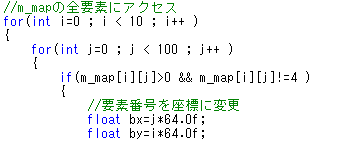 //m_mapの全要素にアクセス
for(int i=0 ; i < 10 ; i++ )
{
for(int j=0 ; j < 100 ; j++ )
{
if(m_map[i][j]>0 && m_map[i][j]!=4 )
{
//要素番号を座標に変更
float bx=j*64.0f;
float by=i*64.0f;